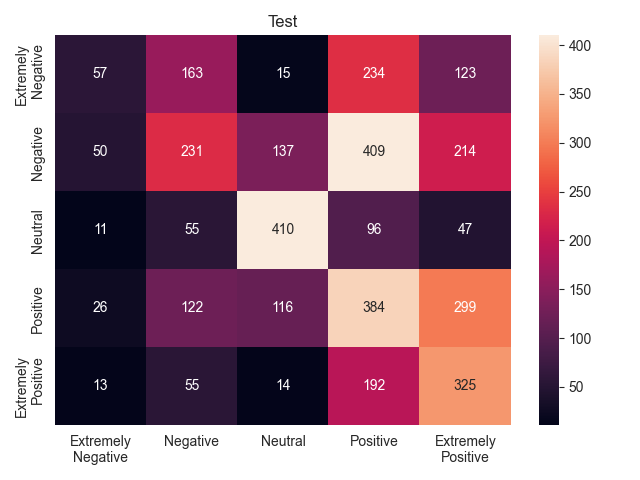 Test
Extremely
Negative
57 163 15 234 123
400
350
Negative
50 231 137 409 214
300
250
Neutral
11 55 410 96 47
200
150
Positive
26 122 116 384 299
100
Extremely
Positive
13 55 14 192 325
50
Extremely
Negative
Negative
Neutral
Positive
Extremely
Positive